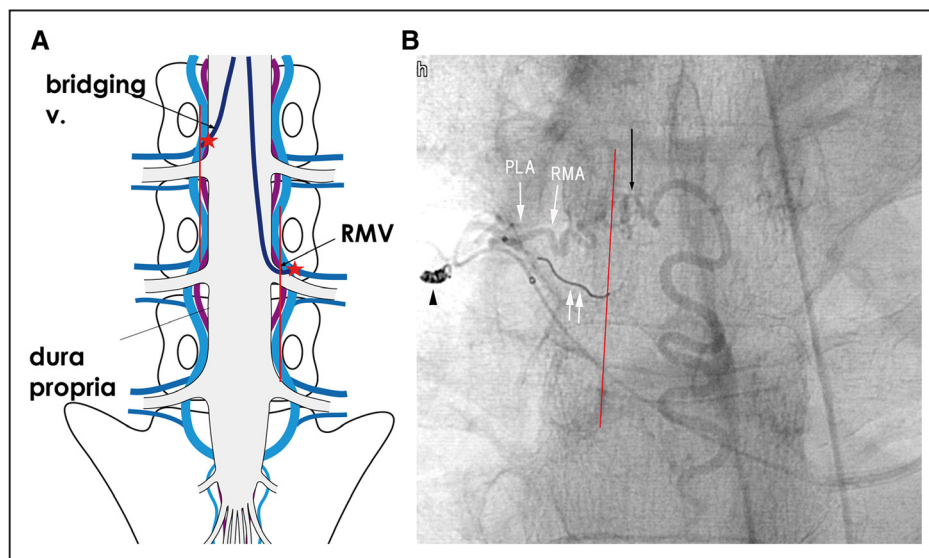 A
bridging
v.
RMV
dura
propria
B
h
PLA
RMA